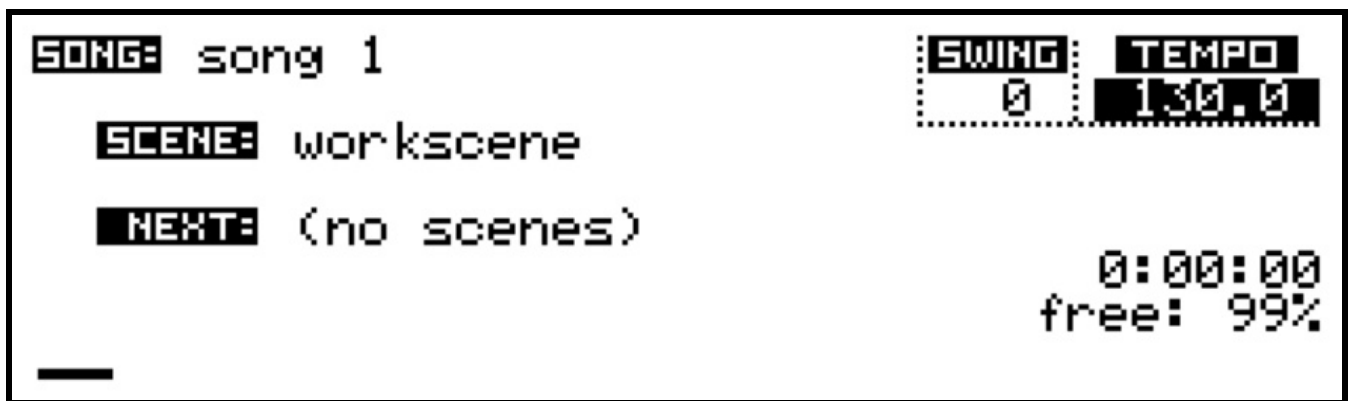 SONG: song 1
SWING TEMPO
0 130.0
SCENE: workscene
NEXT: (no scenes)
0:00:00
free: 99%